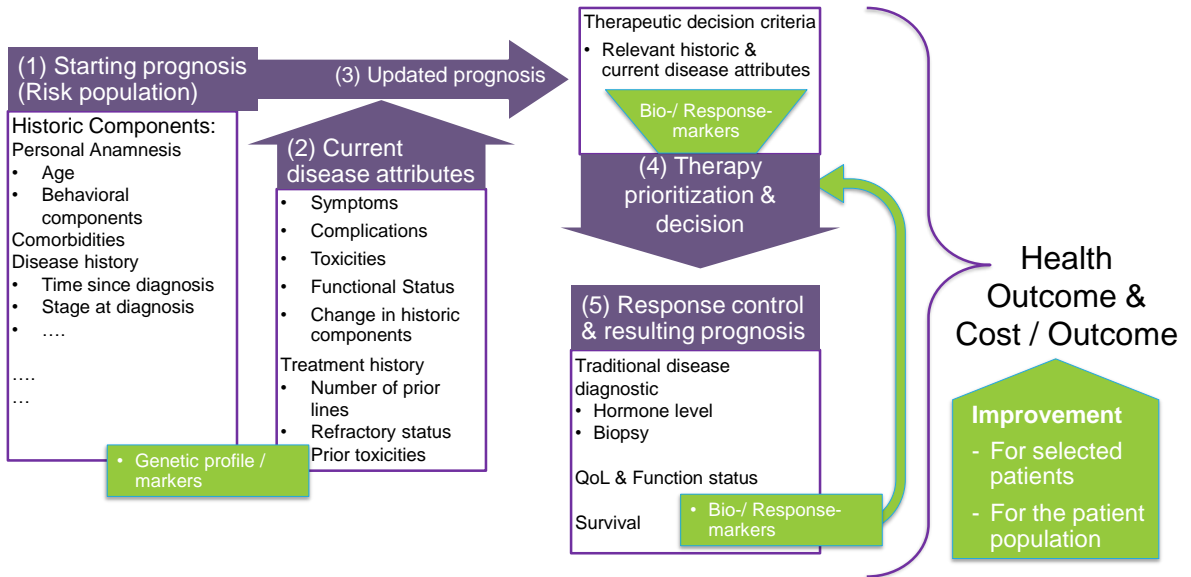 (1) Starting prognosis
(Risk population)
Historic Components:
Personal Anamnesis
• Age
• Behavioral
components
Comorbidities
Disease history
• Time since diagnosis
• Stage at diagnosis
• ….
….
…
• Genetic profile /
markers
(3) Updated prognosis
(2) Current
disease attributes
• Symptoms
• Complications
• Toxicities
• Functional Status
• Change in historic
components
Treatment history
• Number of prior
lines
• Refractory status
• Prior toxicities
Therapeutic decision criteria
• Relevant historic &
current disease attributes
Bio-/ Response-
markers
(4) Therapy
prioritization &
decision
(5) Response control
& resulting prognosis
Traditional disease
diagnostic
• Hormone level
• Biopsy
QoL & Function status
Survival
• Bio-/ Response-
markers
Health
Outcome &
Cost / Outcome
Improvement
- For selected
patients
- For the patient
population